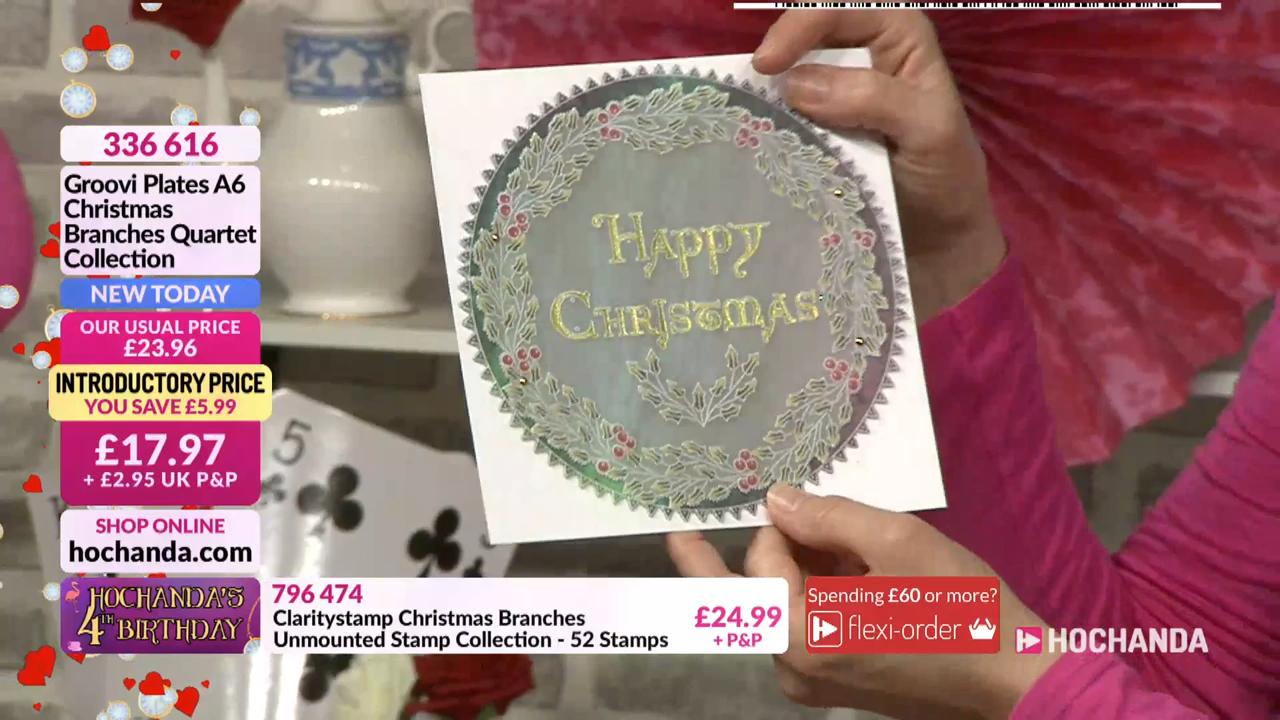 336 616
Groovi Plates A6
Christmas
Branches Quartet
Collection
NEW TODAY
OUR USUAL PRICE
£23.96
INTRODUCTORY PRICE
YOU SAVE £5.99
£17.97
+ £2.95 UK P&P
SHOP ONLINE
hochanda.com
HOCHANDA'S
4TH BIRTHDAY
796 474
Claritystamp Christmas Branches
Unmounted Stamp Collection - 52 Stamps
£24.99
+ P&P
Spending £60 or more?
flexi-order
HOCHANDA
HAPPY
CHRISTMAS
5